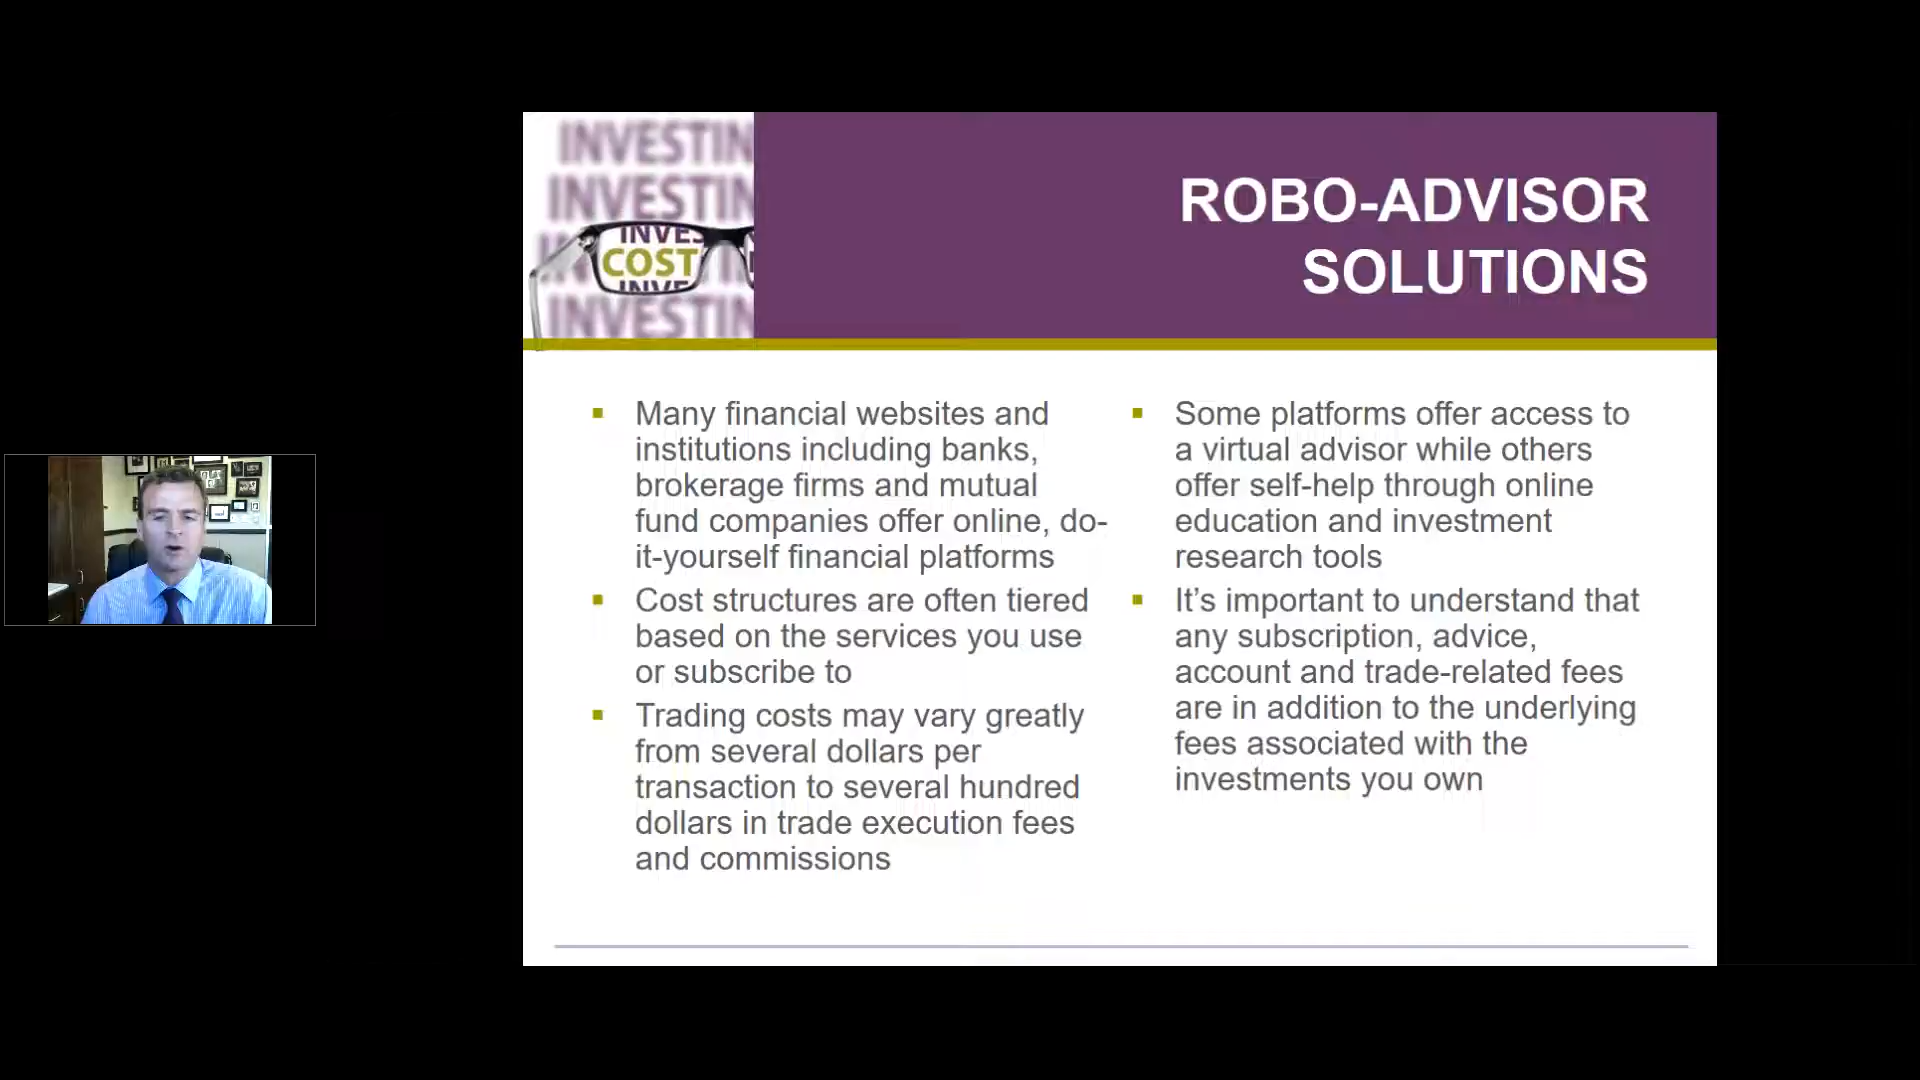 INVESTIN
INVESTIN
INVES
COST
INVE
INVESTIN
ROBO-ADVISOR
SOLUTIONS
▪ Many financial websites and
institutions including banks,
brokerage firms and mutual
fund companies offer online, do-
it-yourself financial platforms
▪ Cost structures are often tiered
based on the services you use
or subscribe to
▪ Trading costs may vary greatly
from several dollars per
transaction to several hundred
dollars in trade execution fees
and commissions
▪ Some platforms offer access to
a virtual advisor while others
offer self-help through online
education and investment
research tools
▪ It’s important to understand that
any subscription, advice,
account and trade-related fees
are in addition to the underlying
fees associated with the
investments you own